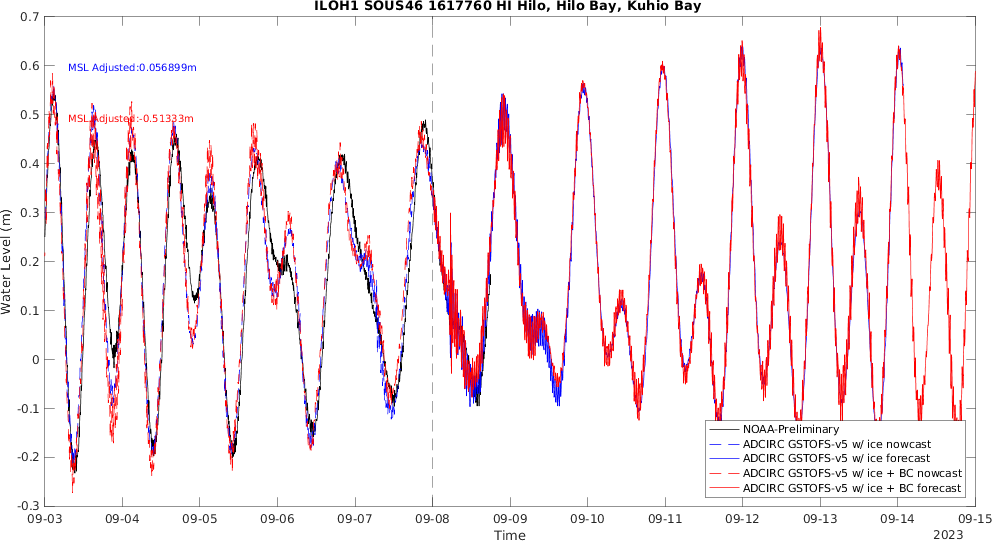 ILOH1 SOUS46 1617760 HI Hilo, Hilo Bay, Kuhio Bay
0.7
0.6
0.5
0.4
0.3
0.2
0.1
0
-0.1
-0.2
-0.3
Water Level (m)
MSL Adjusted:0.056899m
MSL Adjusted:-0.51333m
NOAA-Preliminary
ADCIRC GSTOFS-v5 w/ ice nowcast
ADCIRC GSTOFS-v5 w/ ice forecast
ADCIRC GSTOFS-v5 w/ ice + BC nowcast
ADCIRC GSTOFS-v5 w/ ice + BC forecast
09-03 09-04 09-05 09-06 09-07 09-08 09-09 09-10 09-11 09-12 09-13 09-14 09-15
Time
2023